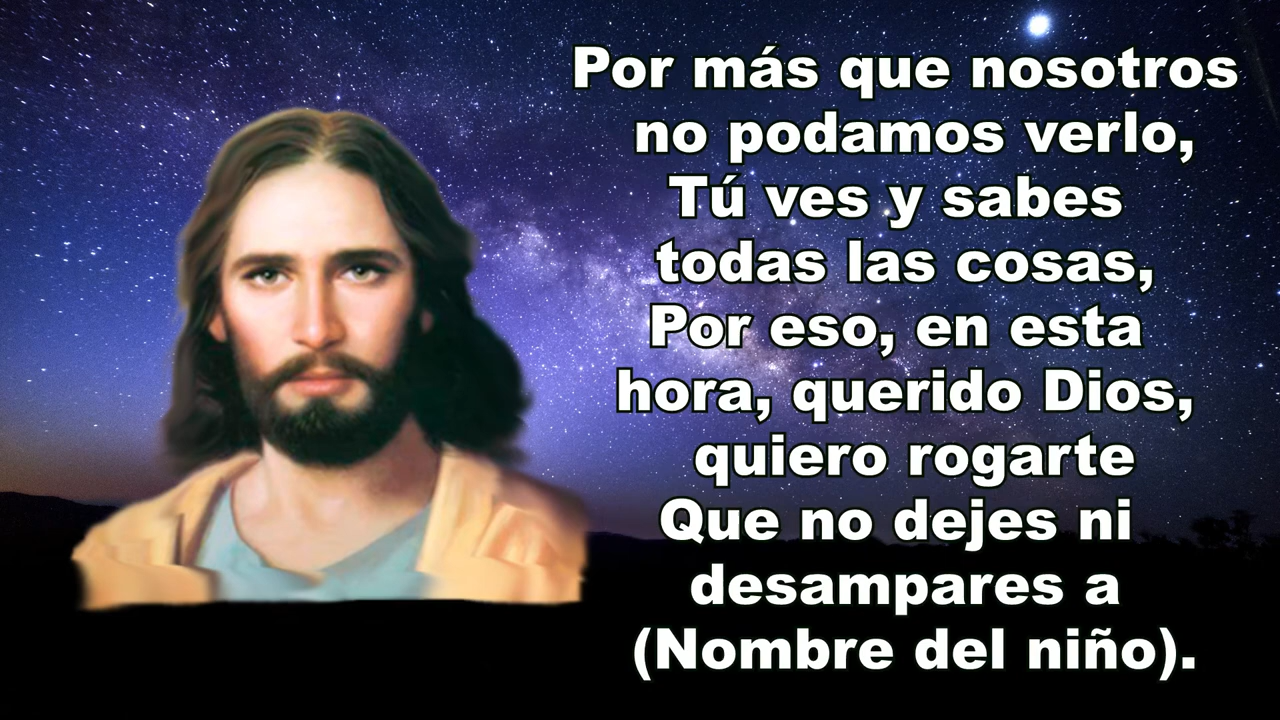 Por más que nosotros
no podamos verlo,
Tú ves y sabes
todas las cosas,
Por eso, en esta
hora, querido Dios,
quiero rogarte
Que no dejes ni
desampares a
(Nombre del niño).